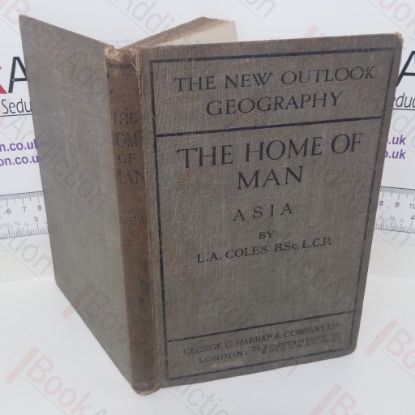 THE NEW OUTLOOK
GEOGRAPHY
THE HOME OF
MAN
ASIA
BY
L.A. COLES B.Sc. L.C.P.
GEORGE G. HARRAP & COMPANY LTD
LONDON
THE
HOME
OF
MAN
ASIA